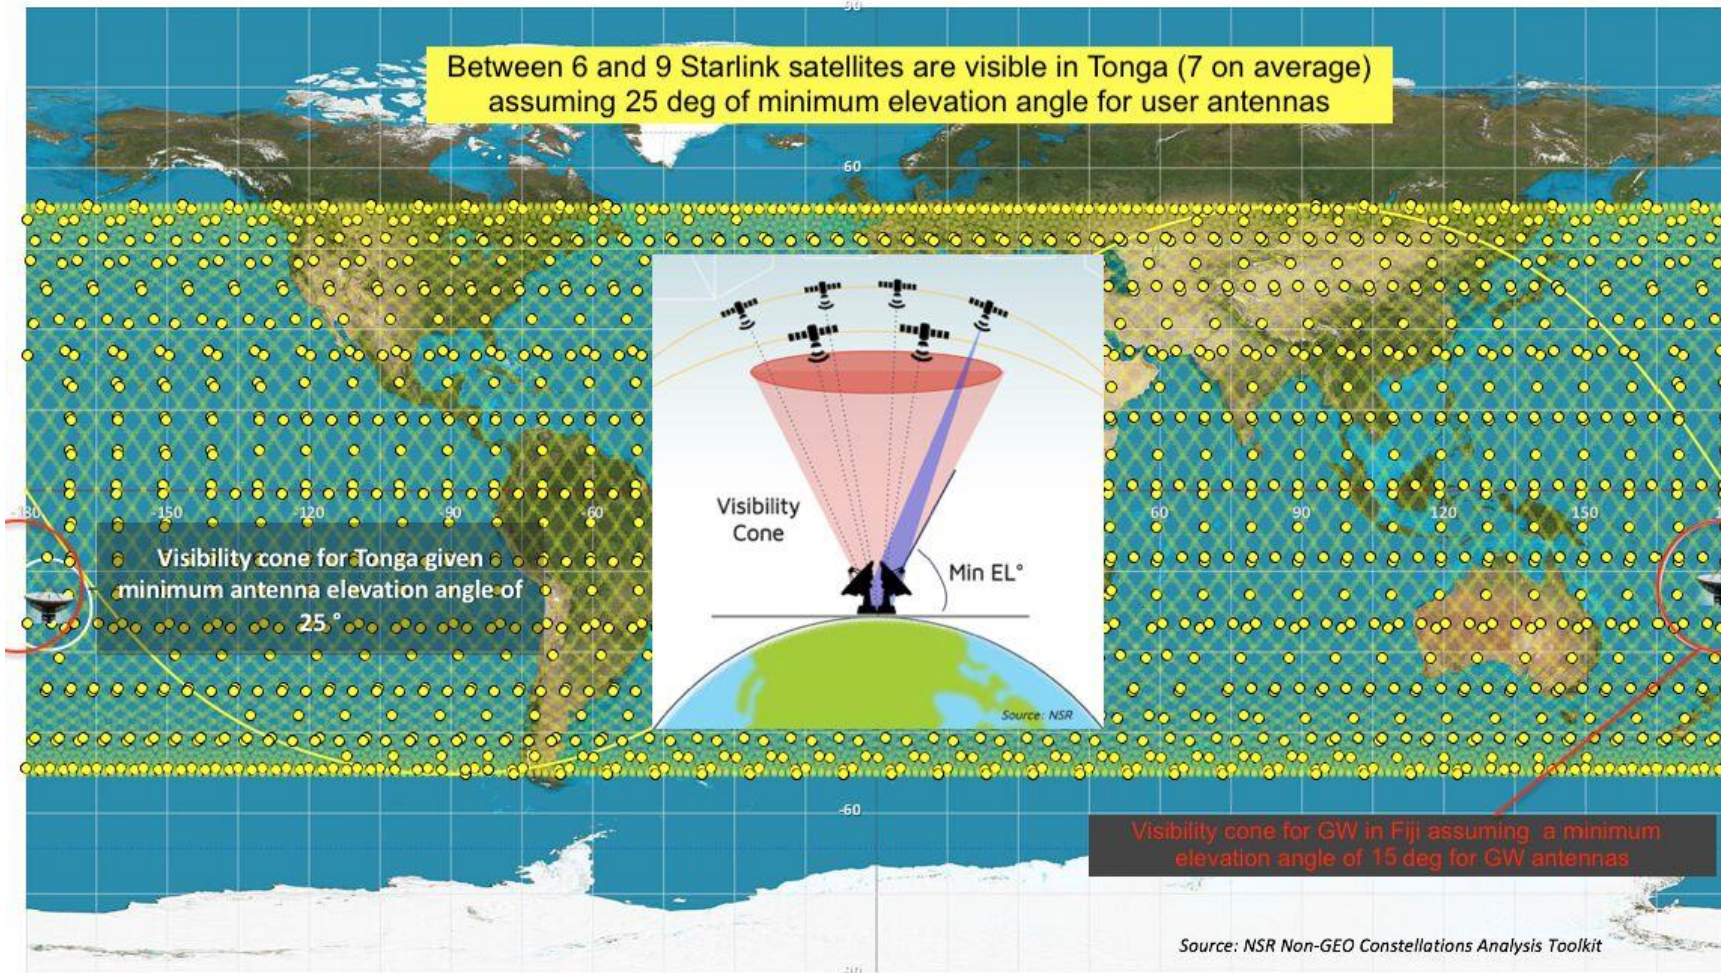 90
Between 6 and 9 Starlink satellites are visible in Tonga (7 on average)
assuming 25 deg of minimum elevation angle for user antennas
60
Visibility
Cone
Min EL°
Source: NSR
-180
-150
-120
-90
-60
60
90
120
150
Visibility cone for Tonga given
minimum antenna elevation angle of
25 °
-60
Visibility cone for GW in Fiji assuming a minimum
elevation angle of 15 deg for GW antennas
Source: NSR Non-GEO Constellations Analysis Toolkit